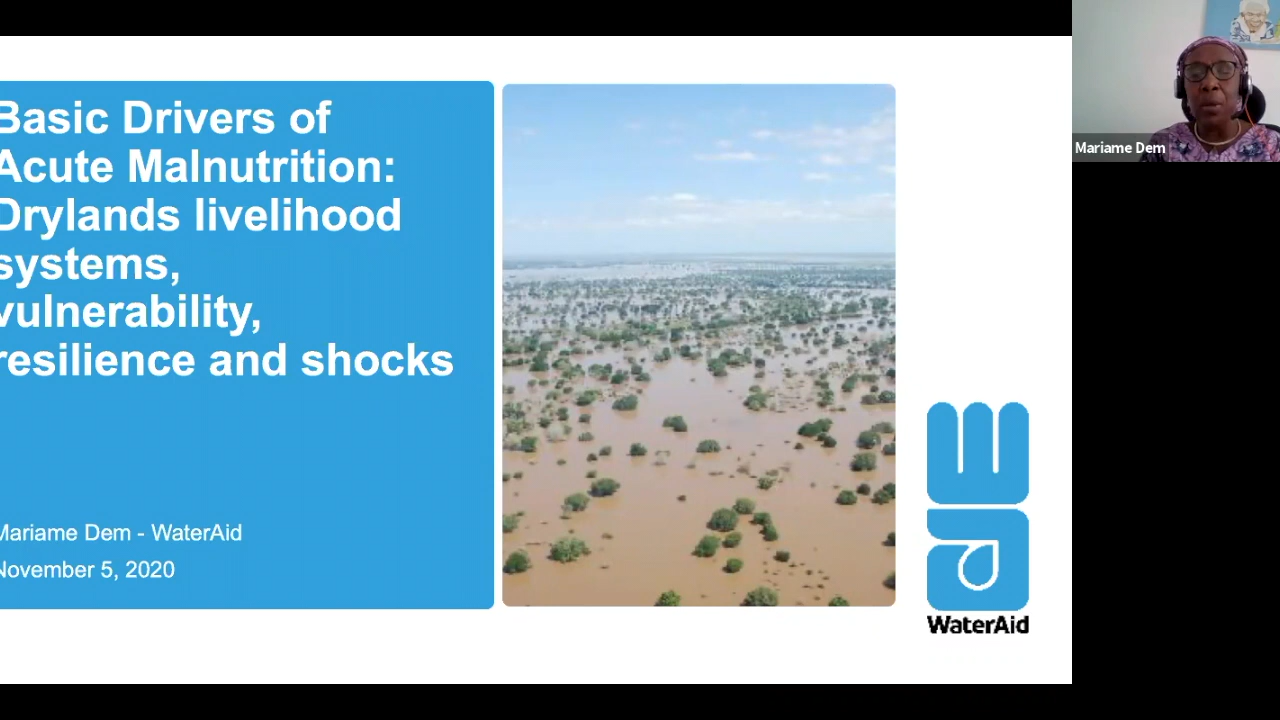 Basic Drivers of
Acute Malnutrition:
Drylands livelihood
systems,
vulnerability,
resilience and shocks
Mariame Dem - WaterAid
November 5, 2020
WaterAid
Mariame Dem